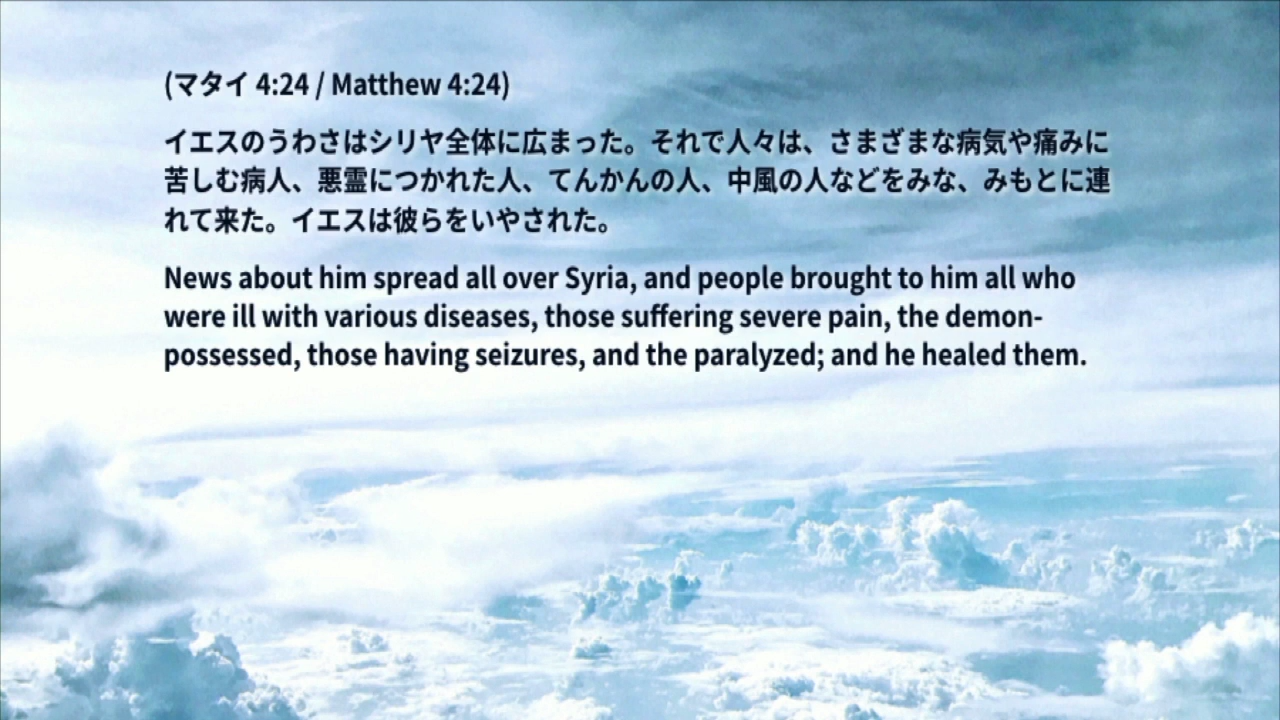 (マタイ 4:24 / Matthew 4:24)
イエスのうわさはシリヤ全体に広まった。それで人々は、さまざまな病気や痛みに
苦しむ病人、悪霊につかれた人、てんかんの人、中風の人などをみな、みもとに連
れて来た。イエスは彼らをいやされた。
News about him spread all over Syria, and people brought to him all who
were ill with various diseases, those suffering severe pain, the demon-
possessed, those having seizures, and the paralyzed; and he healed them.